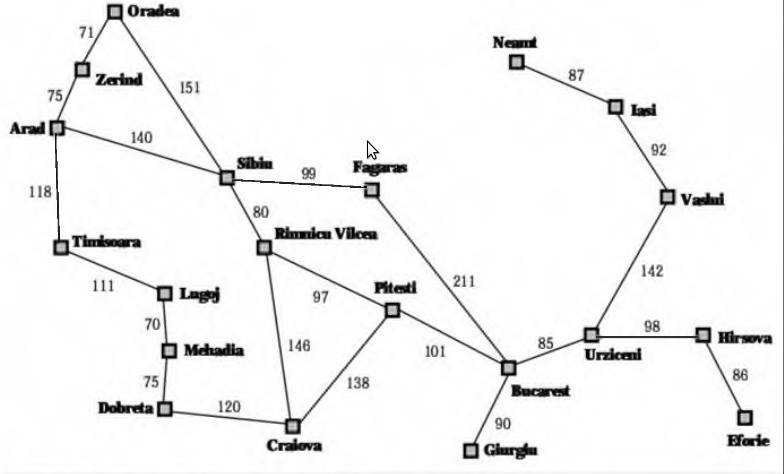 Oradea
71
Neamt
87
Zerind
151
75
Iasi
Arad
140
92
Sibiu
99
Fagaras
118
Vaslui
80
Timisoara
Rimnicu Vilcea
142
111
Lugoj
97
Pitesti
211
70
98
Hirsova
146
101
85
Urziceni
Mehadia
86
75
138
Bucarest
Dobreta
120
90
Craiova
Giurgiu
Eforie